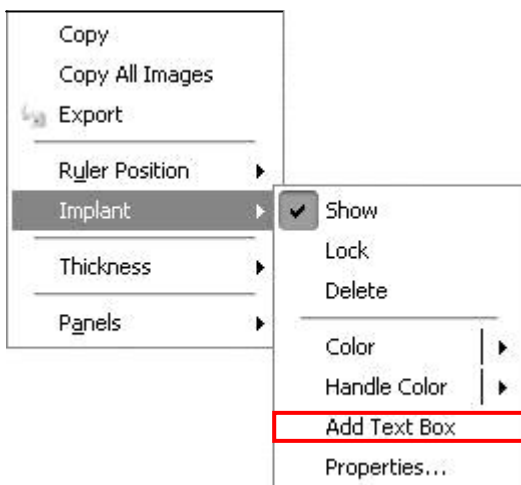 Copy
Copy All Images
Export
Ruler Position
Implant
Thickness
Panels
Show
Lock
Delete
Color
Handle Color
Add Text Box
Properties...